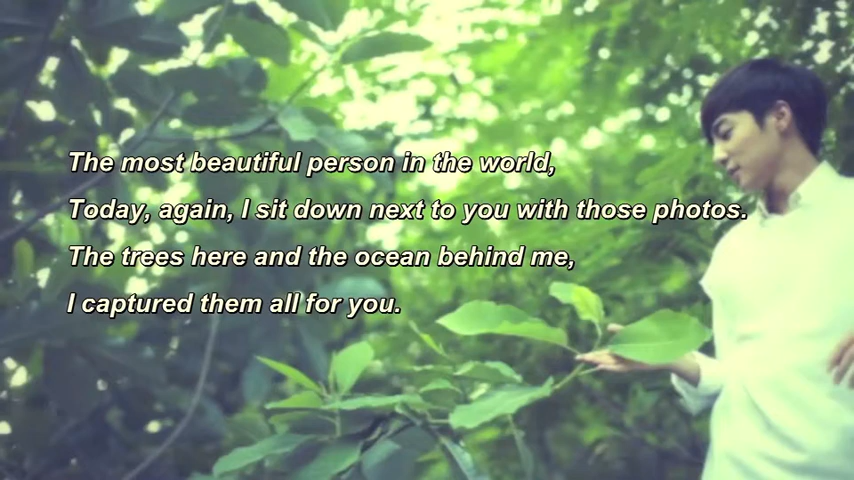 The most beautiful person in the world,
Today, again, I sit down next to you with those photos.
The trees here and the ocean behind me,
I captured them all for you.